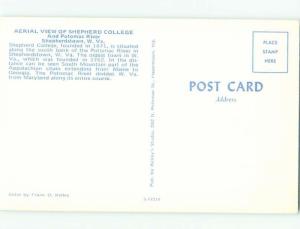 AERIAL VIEW OF SHEPHERD COLLEGE
And Potomac River
Shepherdstown, W. Va.
Shepherd College, founded in 1871, is situated
along the south bank of the Potomac River in
Shepherdstown, W. Va. The oldest town in W.
Va., which was founded in 1762. In the dis-
tance can be seen South Mountain part of the
Appalachian chain extending from Maine to
Georgia. The Potomac River divided W. Va.
from Maryland along its entire course.
Color by Frank D.
Pub. by Studio,
POST CARD
Address
PLACE
STAMP
HERE